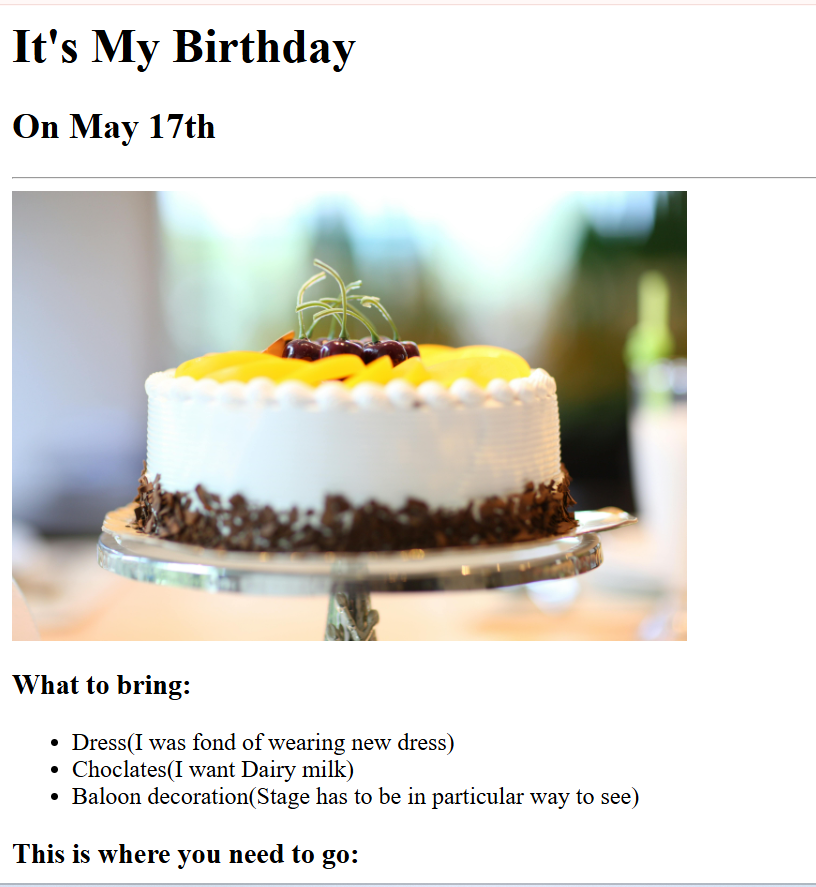 It's My Birthday
On May 17th
What to bring:
Dress(I was fond of wearing new dress)
Choclates(I want Dairy milk)
Baloon decoration(Stage has to be in particular way to see)
This is where you need to go: